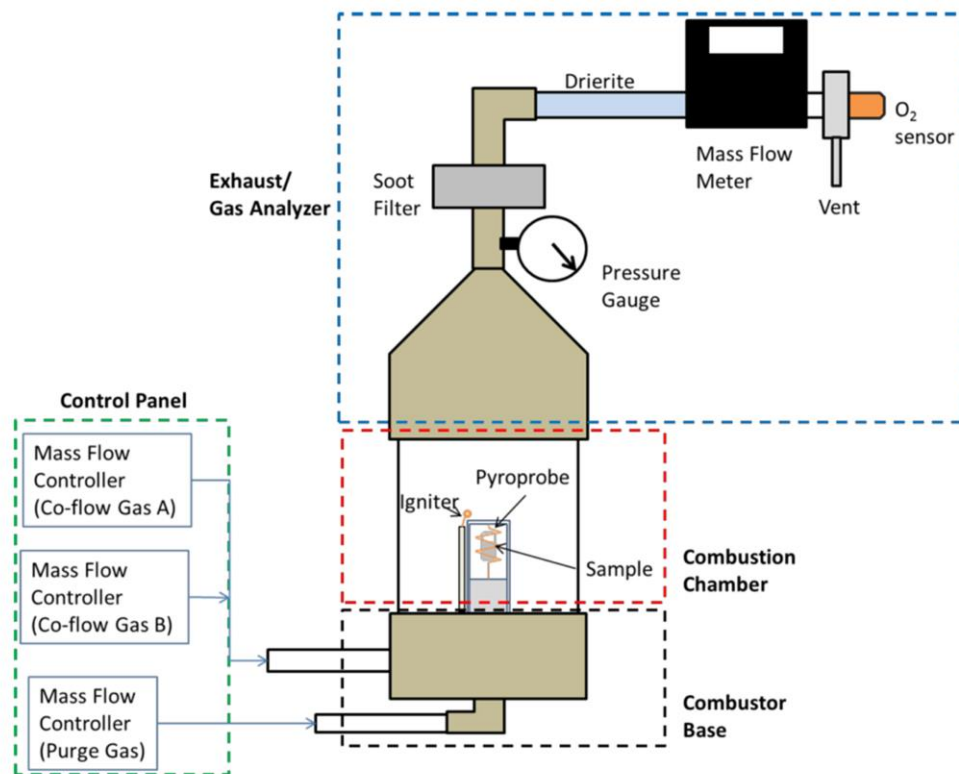 Drierite
O2
sensor
Mass Flow
Meter
Vent
Exhaust/
Gas Analyzer
Soot
Filter
Pressure
Gauge
Control Panel
Mass Flow
Controller
(Co-flow Gas A)
Igniter
Pyroprobe
Sample
Combustion
Chamber
Mass Flow
Controller
(Co-flow Gas B)
Mass Flow
Controller
(Purge Gas)
Combustor
Base